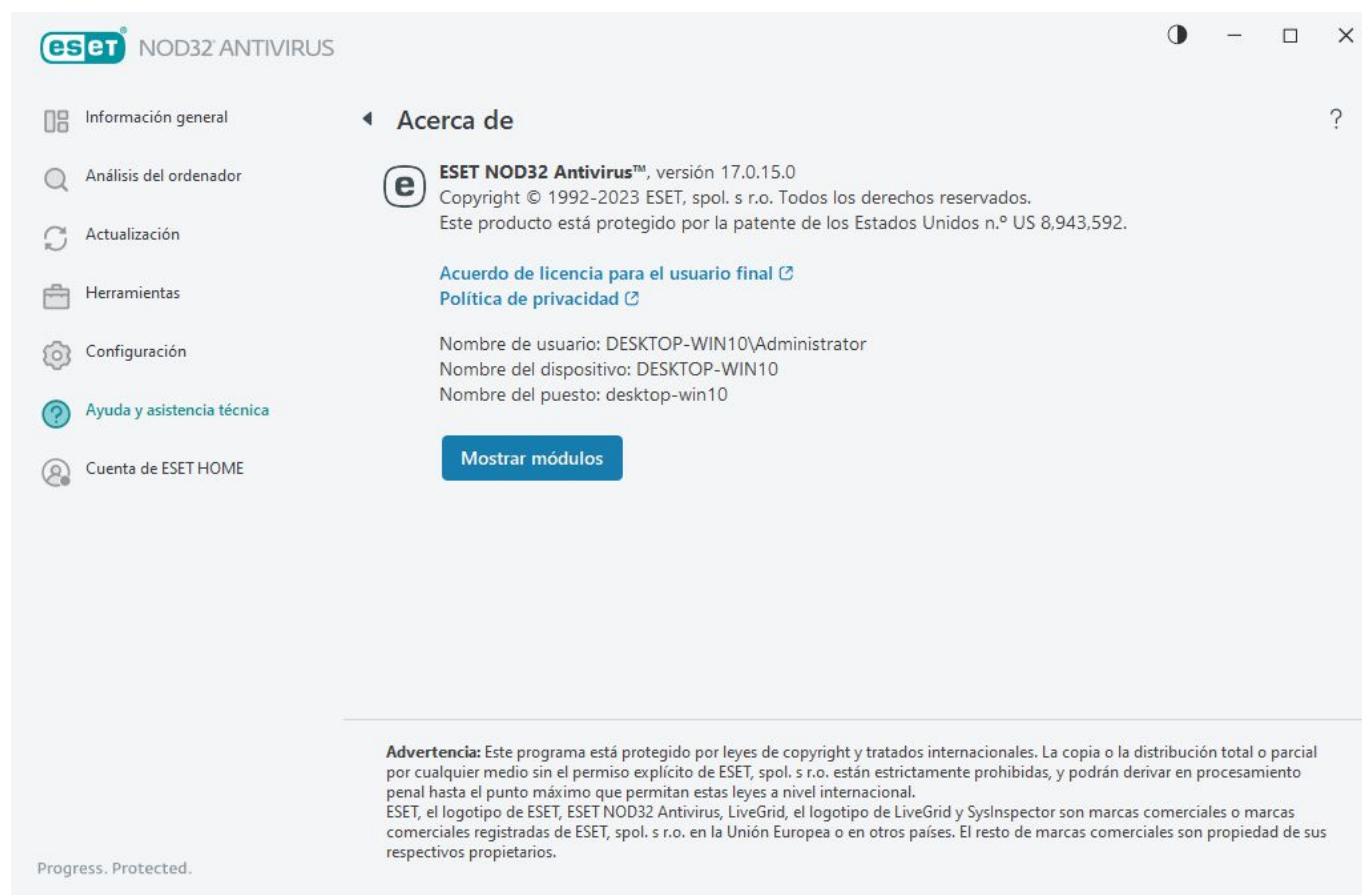 eset® NOD32® ANTIVIRUS
Información general
Análisis del ordenador
Actualización
Herramientas
Configuración
Ayuda y asistencia técnica
Cuenta de ESET HOME
Acerca de
?
e
ESET NOD32 Antivirus™, versión 17.0.15.0
Copyright © 1992-2023 ESET, spol. s r.o. Todos los derechos reservados.
Este producto está protegido por la patente de los Estados Unidos n.º US 8,943,592.
Acuerdo de licencia para el usuario final
Política de privacidad
Nombre de usuario: DESKTOP-WIN10\Administrator
Nombre del dispositivo: DESKTOP-WIN10
Nombre del puesto: desktop-win10
Mostrar módulos
Advertencia: Este programa está protegido por leyes de copyright y tratados internacionales. La copia o la distribución total o parcial
por cualquier medio sin el permiso explícito de ESET, spol. s r.o. están estrictamente prohibidas, y podrán derivar en procesamiento
penal hasta el punto máximo que permitan estas leyes a nivel internacional.
ESET, el logotipo de ESET, ESET NOD32 Antivirus, LiveGrid, el logotipo de LiveGrid y SysInspector son marcas comerciales o marcas
comerciales registradas de ESET, spol. s r.o. en la Unión Europea o en otros países. El resto de marcas comerciales son propiedad de sus
respectivos propietarios.
Progress. Protected.